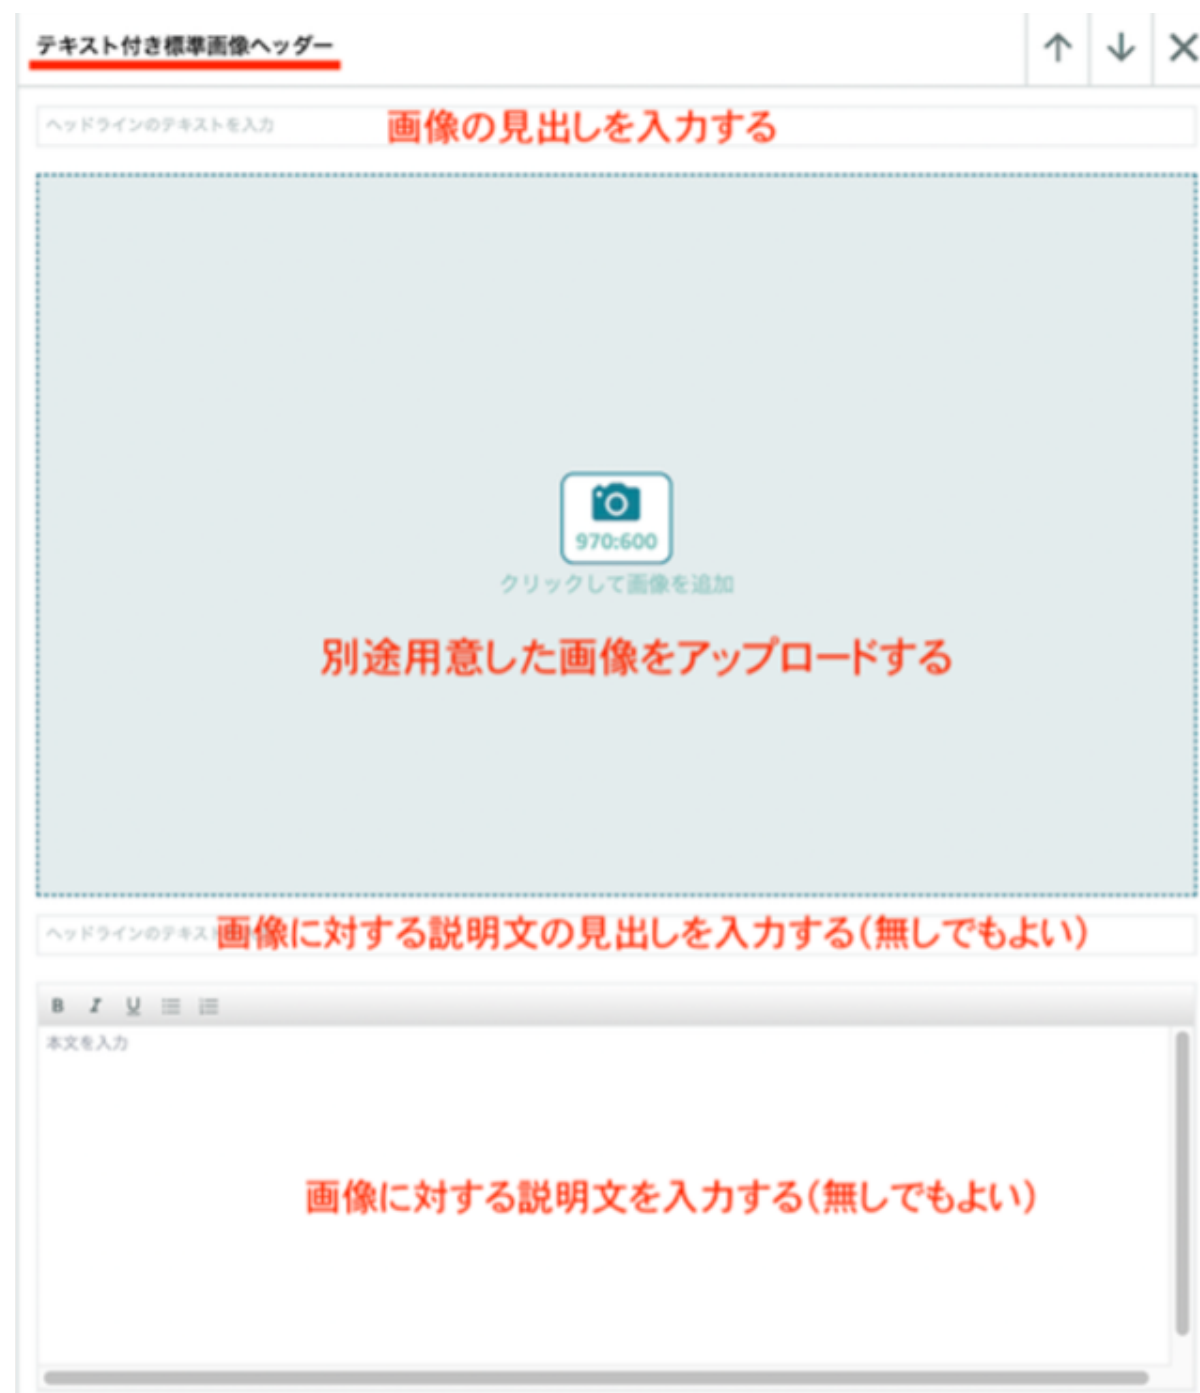 テキスト付き標準画像ヘッダー
ヘッドラインのテキストを入力
画像の見出しを入力する
970:600
クリックして画像を追加
別途用意した画像をアップロードする
ヘッドラインのテキス
画像に対する説明文の見出しを入力する(無しでもよい)
B I U
本文を入力
画像に対する説明文を入力する(無しでもよい)